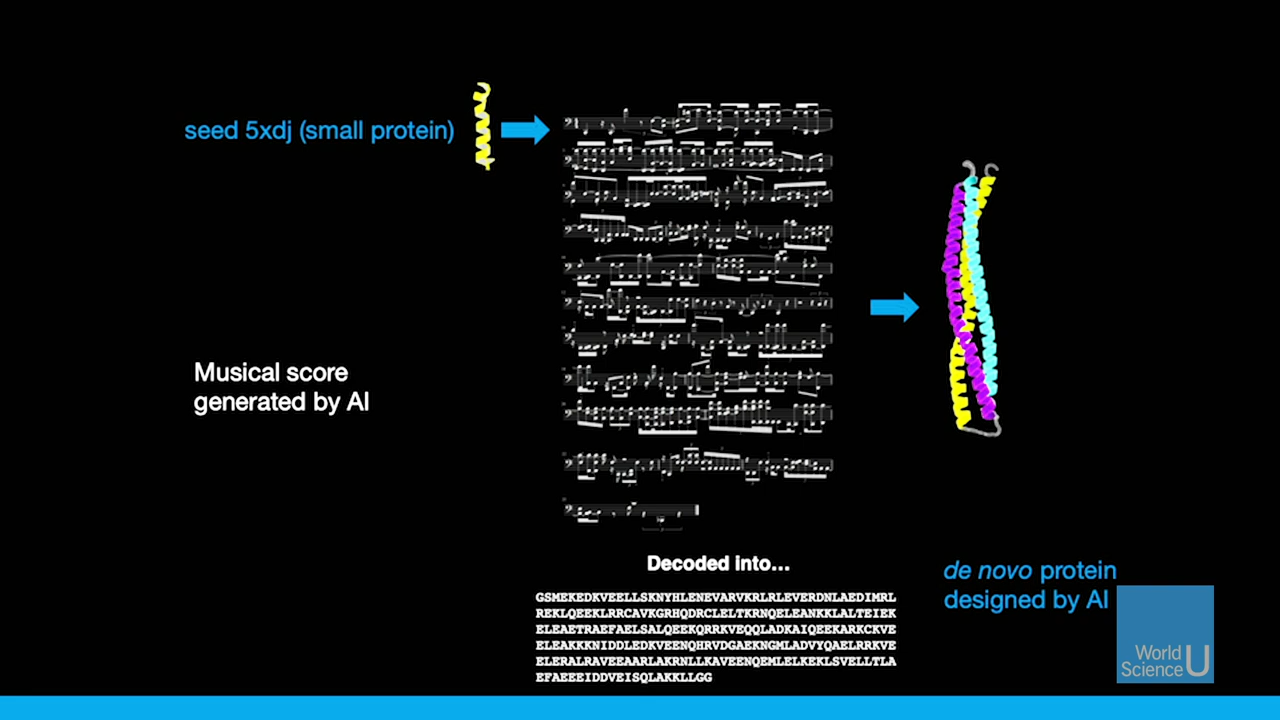 seed 5xdj (small protein)
Musical score
generated by AI
Decoded into...
GSMEKEDKVEELLSKNYHLENEVARVKRLRLEVERDNLAEDIMRL
REKLQEEKLRRCAVKGRHQDRCLELTKRNQELEANKKLALTEIEK
ELEAETRAEFAELSALQEEKQRRKVEQQLADKAIQEEKARKCKVE
ELEAKKKNIDDLEDKVEENQHRVDGAEKNGMLADVYQAELRRKVE
ELERALRAVEEAARLAKRNLLKAVEENQEMLELKEKLSVELLTLA
EFAEEEIDDVEISQLAKKLLGG
de novo protein
designed by AI
World
Science U